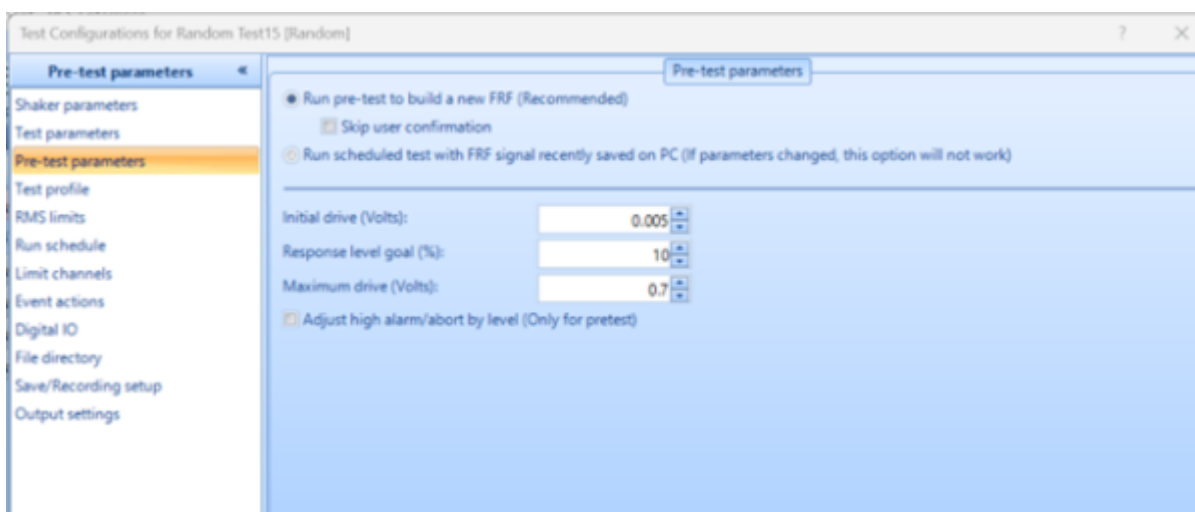 Test Configurations for Random Test15 [Random]
?
Pre-test parameters «
Pre-test parameters
Shaker parameters
Test parameters
Pre-test parameters
Test profile
RMS limits
Run schedule
Limit channels
Event actions
Digital IO
File directory
Save/Recording setup
Output settings
Run pre-test to build a new FRF (Recommended)
Skip user confirmation
Run scheduled test with FRF signal recently saved on PC (If parameters changed, this option will not work)
Initial drive (Volts): 0.005
Response level goal (%): 10
Maximum drive (Volts): 0.7
Adjust high alarm/abort by level (Only for pretest)